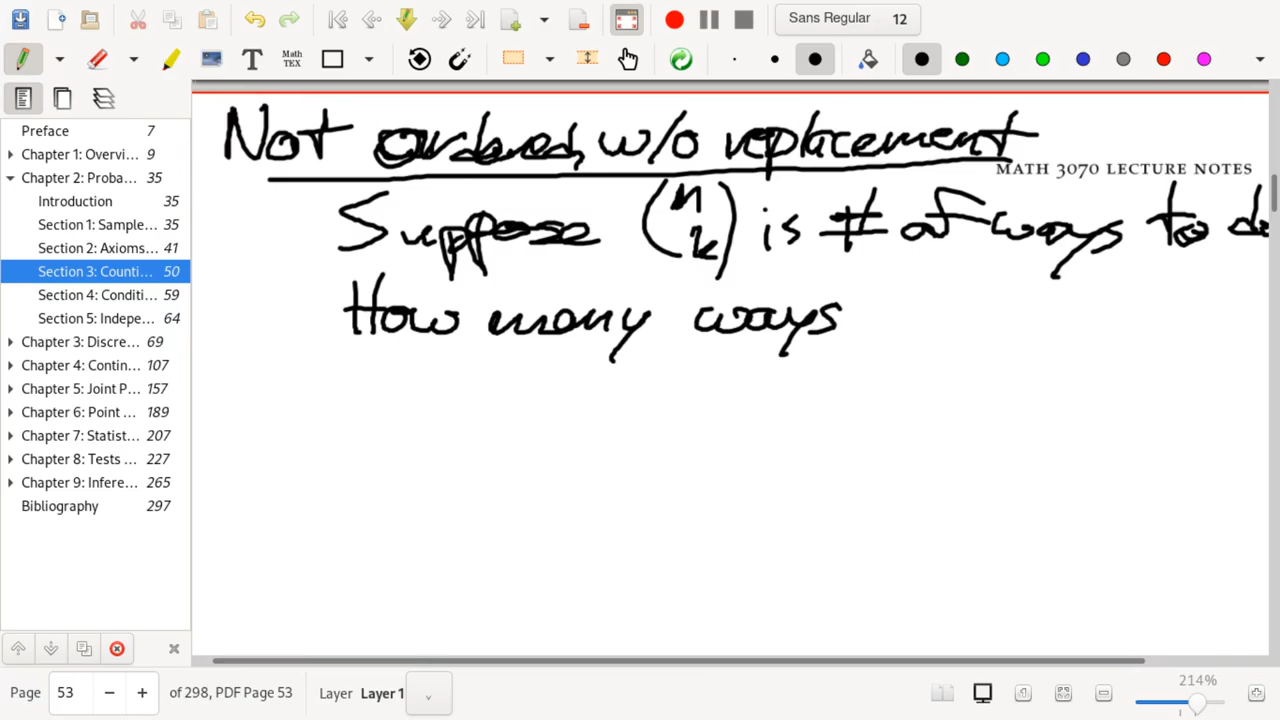 Sans Regular 12
Math
TEX
Preface 7
Chapter 1: Overvi... 9
Chapter 2: Proba... 35
Introduction 35
Section 1: Sample... 35
Section 2: Axioms... 41
Section 3: Counti... 50
Section 4: Conditi... 59
Section 5: Indepe... 64
Chapter 3: Discre... 69
Chapter 4: Contin... 107
Chapter 5: Joint P... 157
Chapter 6: Point ... 189
Chapter 7: Statist... 207
Chapter 8: Tests ... 227
Chapter 9: Infere... 265
Bibliography 297
Not ordered, w/o replacement
MATH 3070 LECTURE NOTES
Suppose (n k) is # of ways to do
How many ways
Page 53 of 298, PDF Page 53 Layer Layer 1
214%